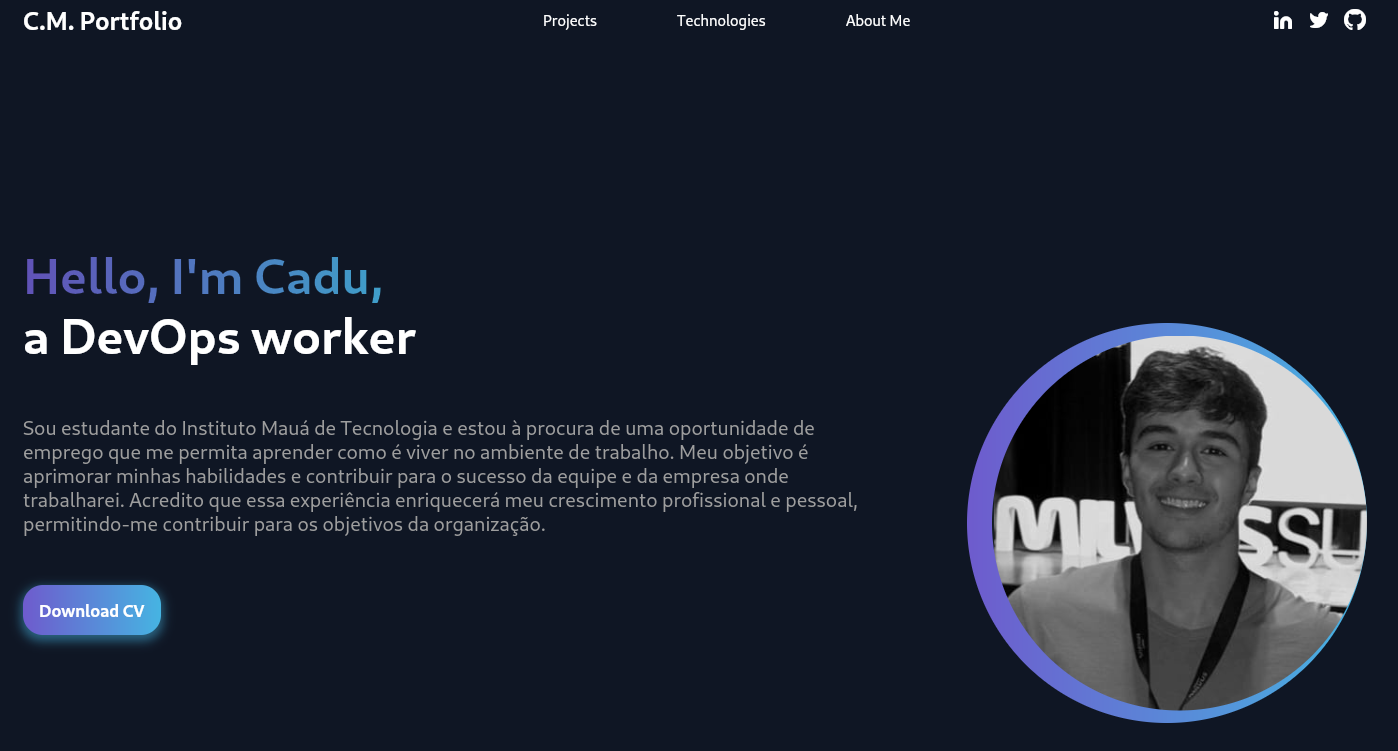 C.M. Portfolio
Projects
Technologies
About Me
Hello, I'm Cadu,
a DevOps worker
Sou estudante do Instituto Mauá de Tecnologia e estou à procura de uma oportunidade de
emprego que me permita aprender como é viver no ambiente de trabalho. Meu objetivo é
aprimorar minhas habilidades e contribuir para o sucesso da equipe e da empresa onde
trabalharei. Acredito que essa experiência enriquecerá meu crescimento profissional e pessoal,
permitindo-me contribuir para os objetivos da organização.
Download CV